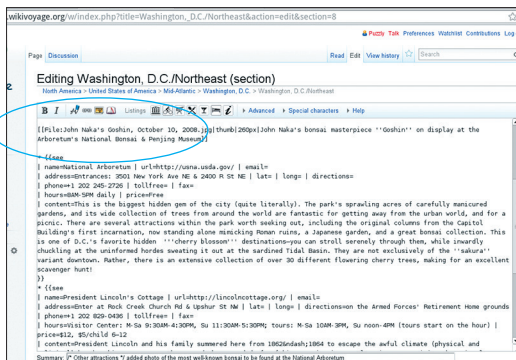 .wikivoyage.org/w/index.php?title=Washington,_D.C./Northeast&action=edit&section=8
Puzzly Talk Preferences Watchlist Contributions Log
Page Discussion Read Edit View history Search
Editing Washington, D.C./Northeast (section)
North America > United States of America > Mid-Atlantic > Washington, D.C. > Washington, D.C./Northeast
B I Listings Advanced Special characters Help
[[File:John Naka's Goshin, October 10, 2008.jpg|thumb|260px|John Naka's bonsai masterpiece ''Goshin'' on display at the
Arboretum's National Bonsai & Penjing Museum]]
* {{see
| name=National Arboretum | url=http://usna.usda.gov/ | email=
| address=Entrances: 3501 New York Ave NE & 2400 R St NE | lat= | long= | directions=
| phone=+1 202 245-2726 | tollfree= | fax=
| hours=8AM-5PM daily | price=Free
| content=This is the biggest hidden gem of the city (quite literally). The park's sprawling acres of carefully manicured
gardens, and its wide collection of trees from around the world are fantastic for getting away from the urban world, and for a
picnic. There are several attractions within the park worth seeking out, including the original columns from the Capitol
Building's first incarnation, now standing alone mimicking Roman ruins, a Japanese garden, and a great bonsai collection. This
is one of D.C.'s favorite hidden '''cherry blossom''' destinations—you can stroll serenely through them, while inwardly
chuckling at the uninformed hordes sweating it out at the sardined Tidal Basin. They are not exclusively of the ''sakura''
variant downtown. Rather, there is an extensive collection of over 30 different flowering cherry trees, making for an excellent
scavenger hunt!
}}
* {{see
| name=President Lincoln's Cottage | url=http://lincolncottage.org/ | email=
| address=Enter at Rock Creek Church Rd & Upshur St NW | lat= | long= | directions=on the Armed Forces' Retirement Home grounds
| phone=+1 202 829-0436 | tollfree= | fax=
| hours=Visitor Center: M-Sa 9:30AM-4:30PM, Su 11:30AM-5:30PM; tours: M-Sa 10AM-3PM, Su noon-4PM (tours start on the hour) |
price=$12, $5/child 6-12
| content=President Lincoln and his family summered here from 1862&ndash;1864 to escape the awful climate (physical and
Summary: /* Other attractions */ added photo of the most well-known bonsai to be found at the National Arboretum